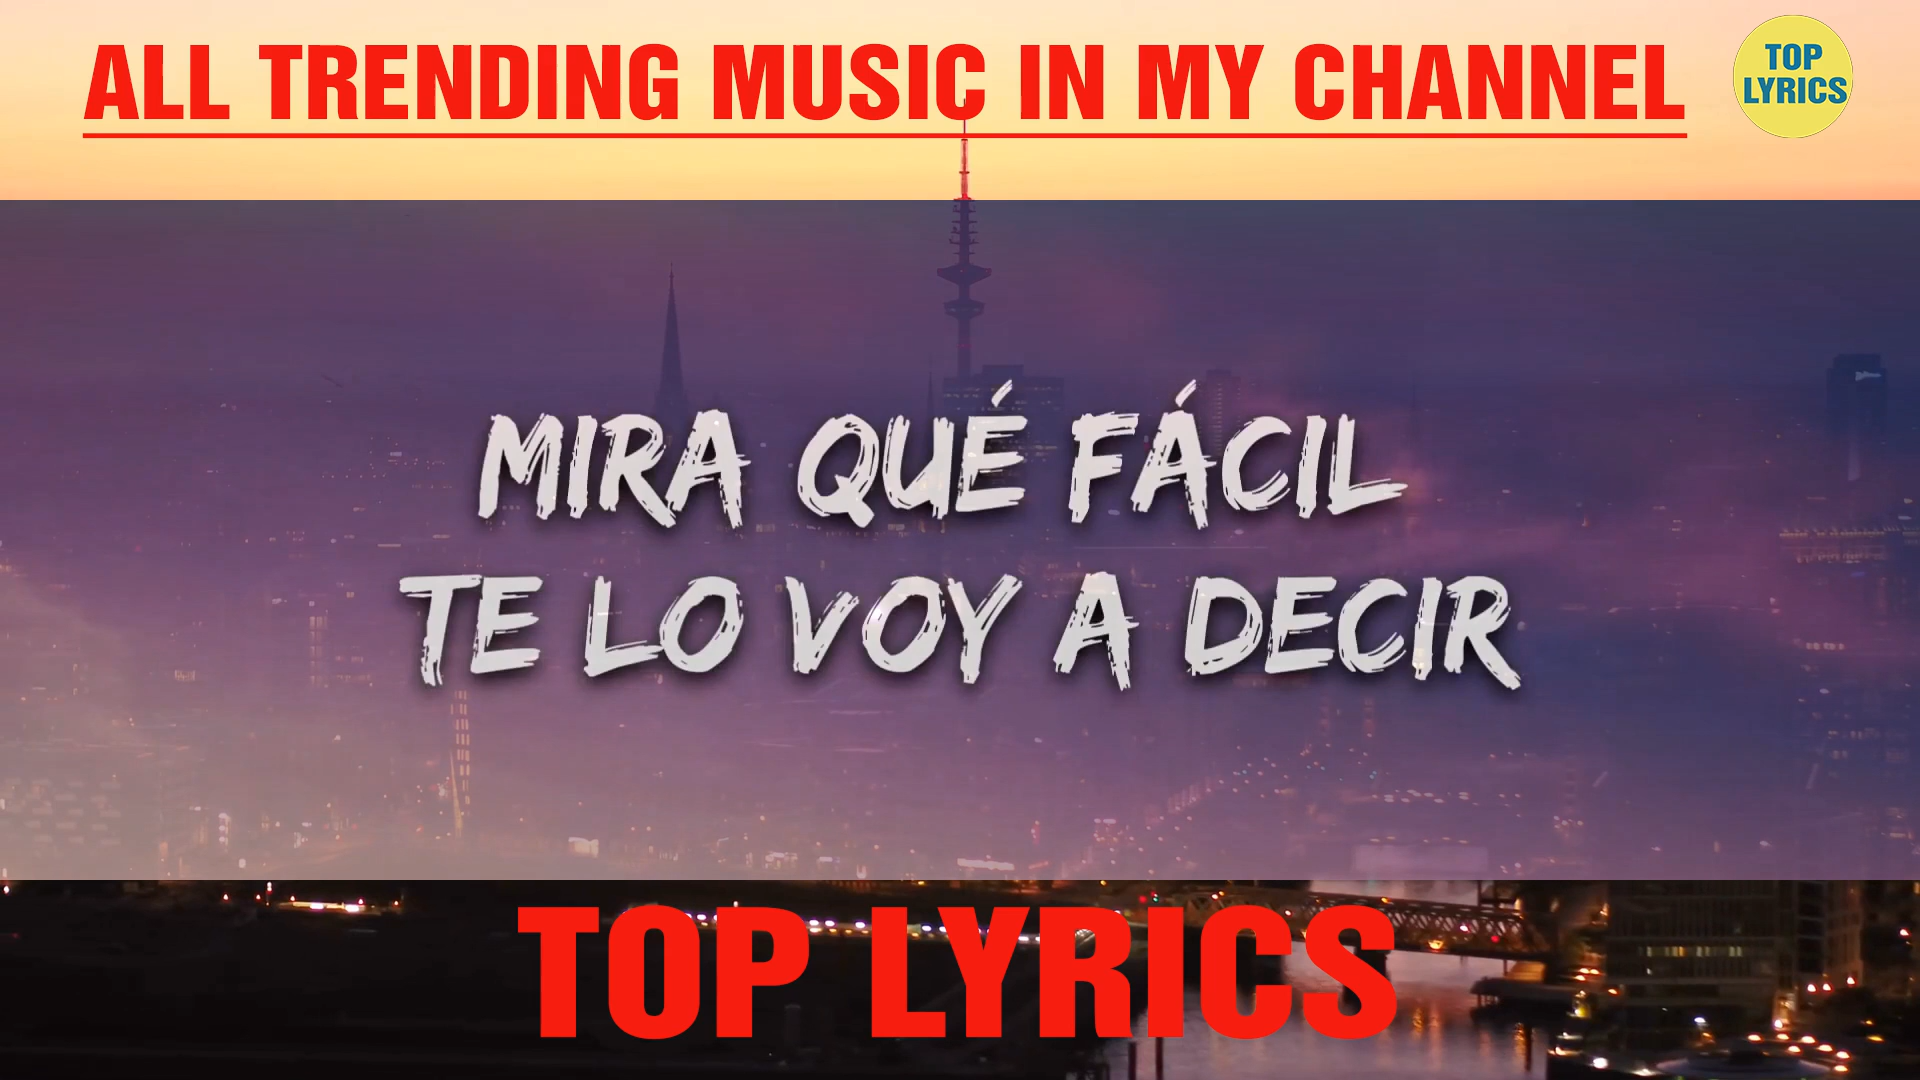 ALL TRENDING MUSIC IN MY CHANNEL
TOP
LYRICS
MIRA QUÉ FÁCIL
TE LO VOY A DECIR
TOP LYRICS